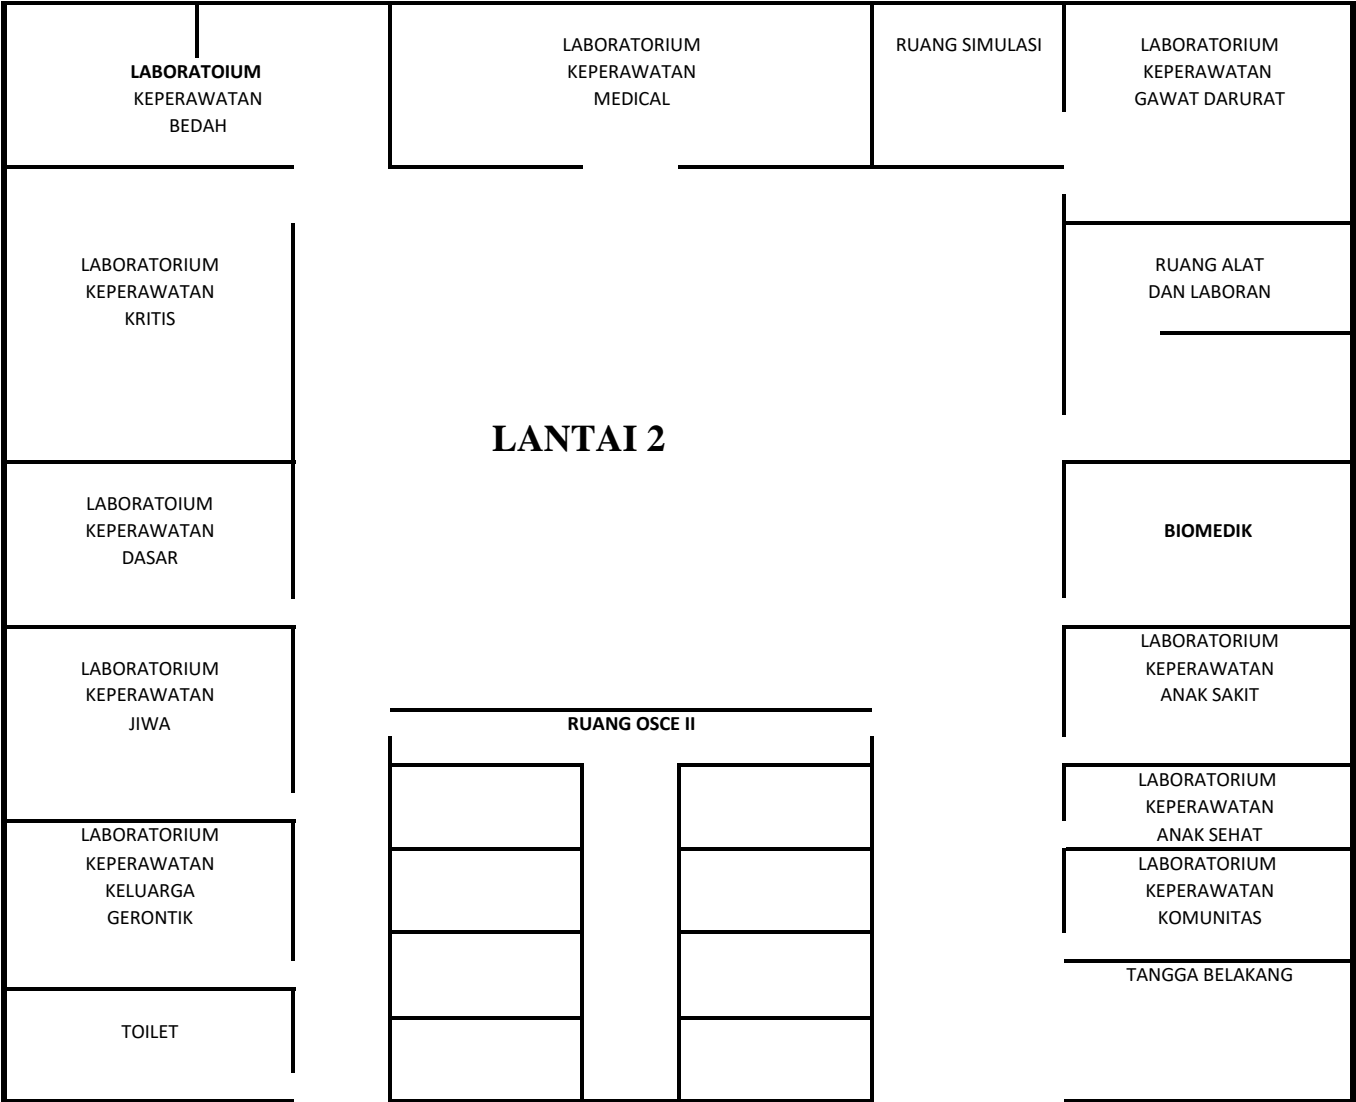 LABORATOIUM
KEPERAWATAN
BEDAH
LABORATORIUM
KEPERAWATAN
MEDICAL
RUANG SIMULASI
LABORATORIUM
KEPERAWATAN
GAWAT DARURAT
LABORATORIUM
KEPERAWATAN
KRITIS
RUANG ALAT
DAN LABORAN
LANTAI 2
LABORATOIUM
KEPERAWATAN
DASAR
BIOMEDIK
LABORATORIUM
KEPERAWATAN
JIWA
LABORATORIUM
KEPERAWATAN
ANAK SAKIT
RUANG OSCE II
LABORATORIUM
KEPERAWATAN
ANAK SEHAT
LABORATORIUM
KEPERAWATAN
KELUARGA
GERONTIK
LABORATORIUM
KEPERAWATAN
KOMUNITAS
TANGGA BELAKANG
TOILET